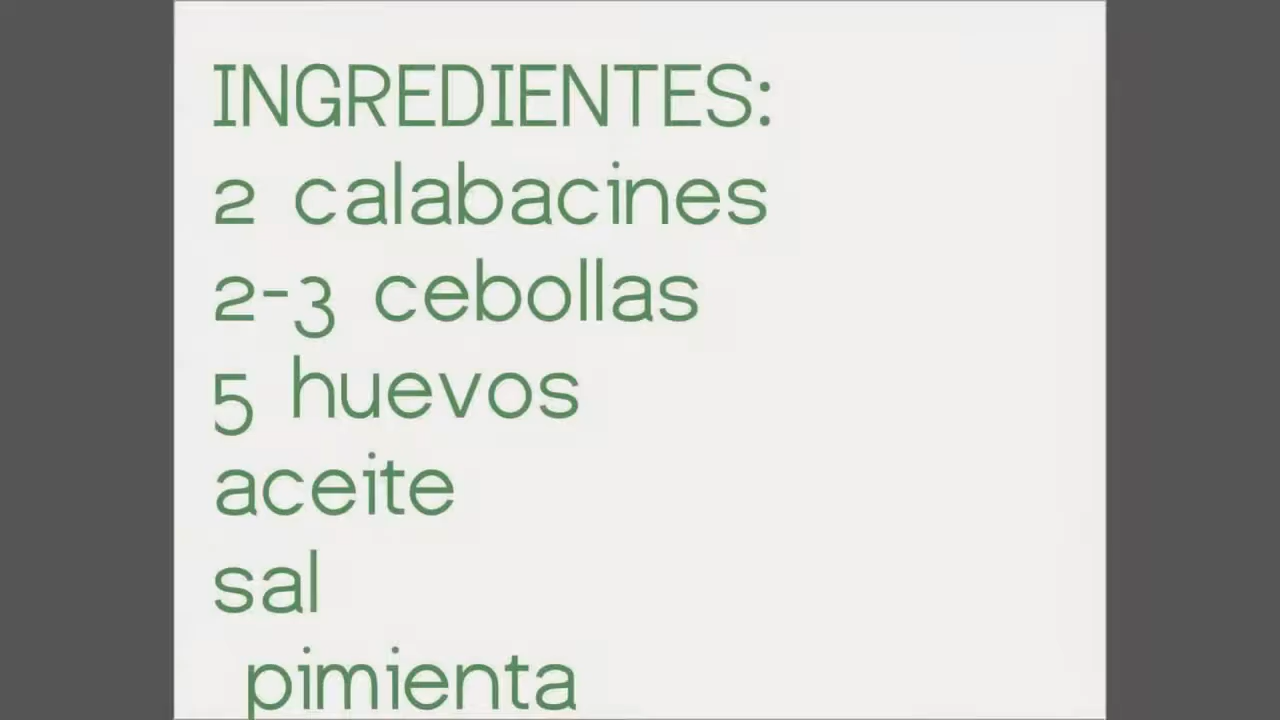 INGREDIENTES:
2 calabacines
2-3 cebollas
5 huevos
aceite
sal
pimienta